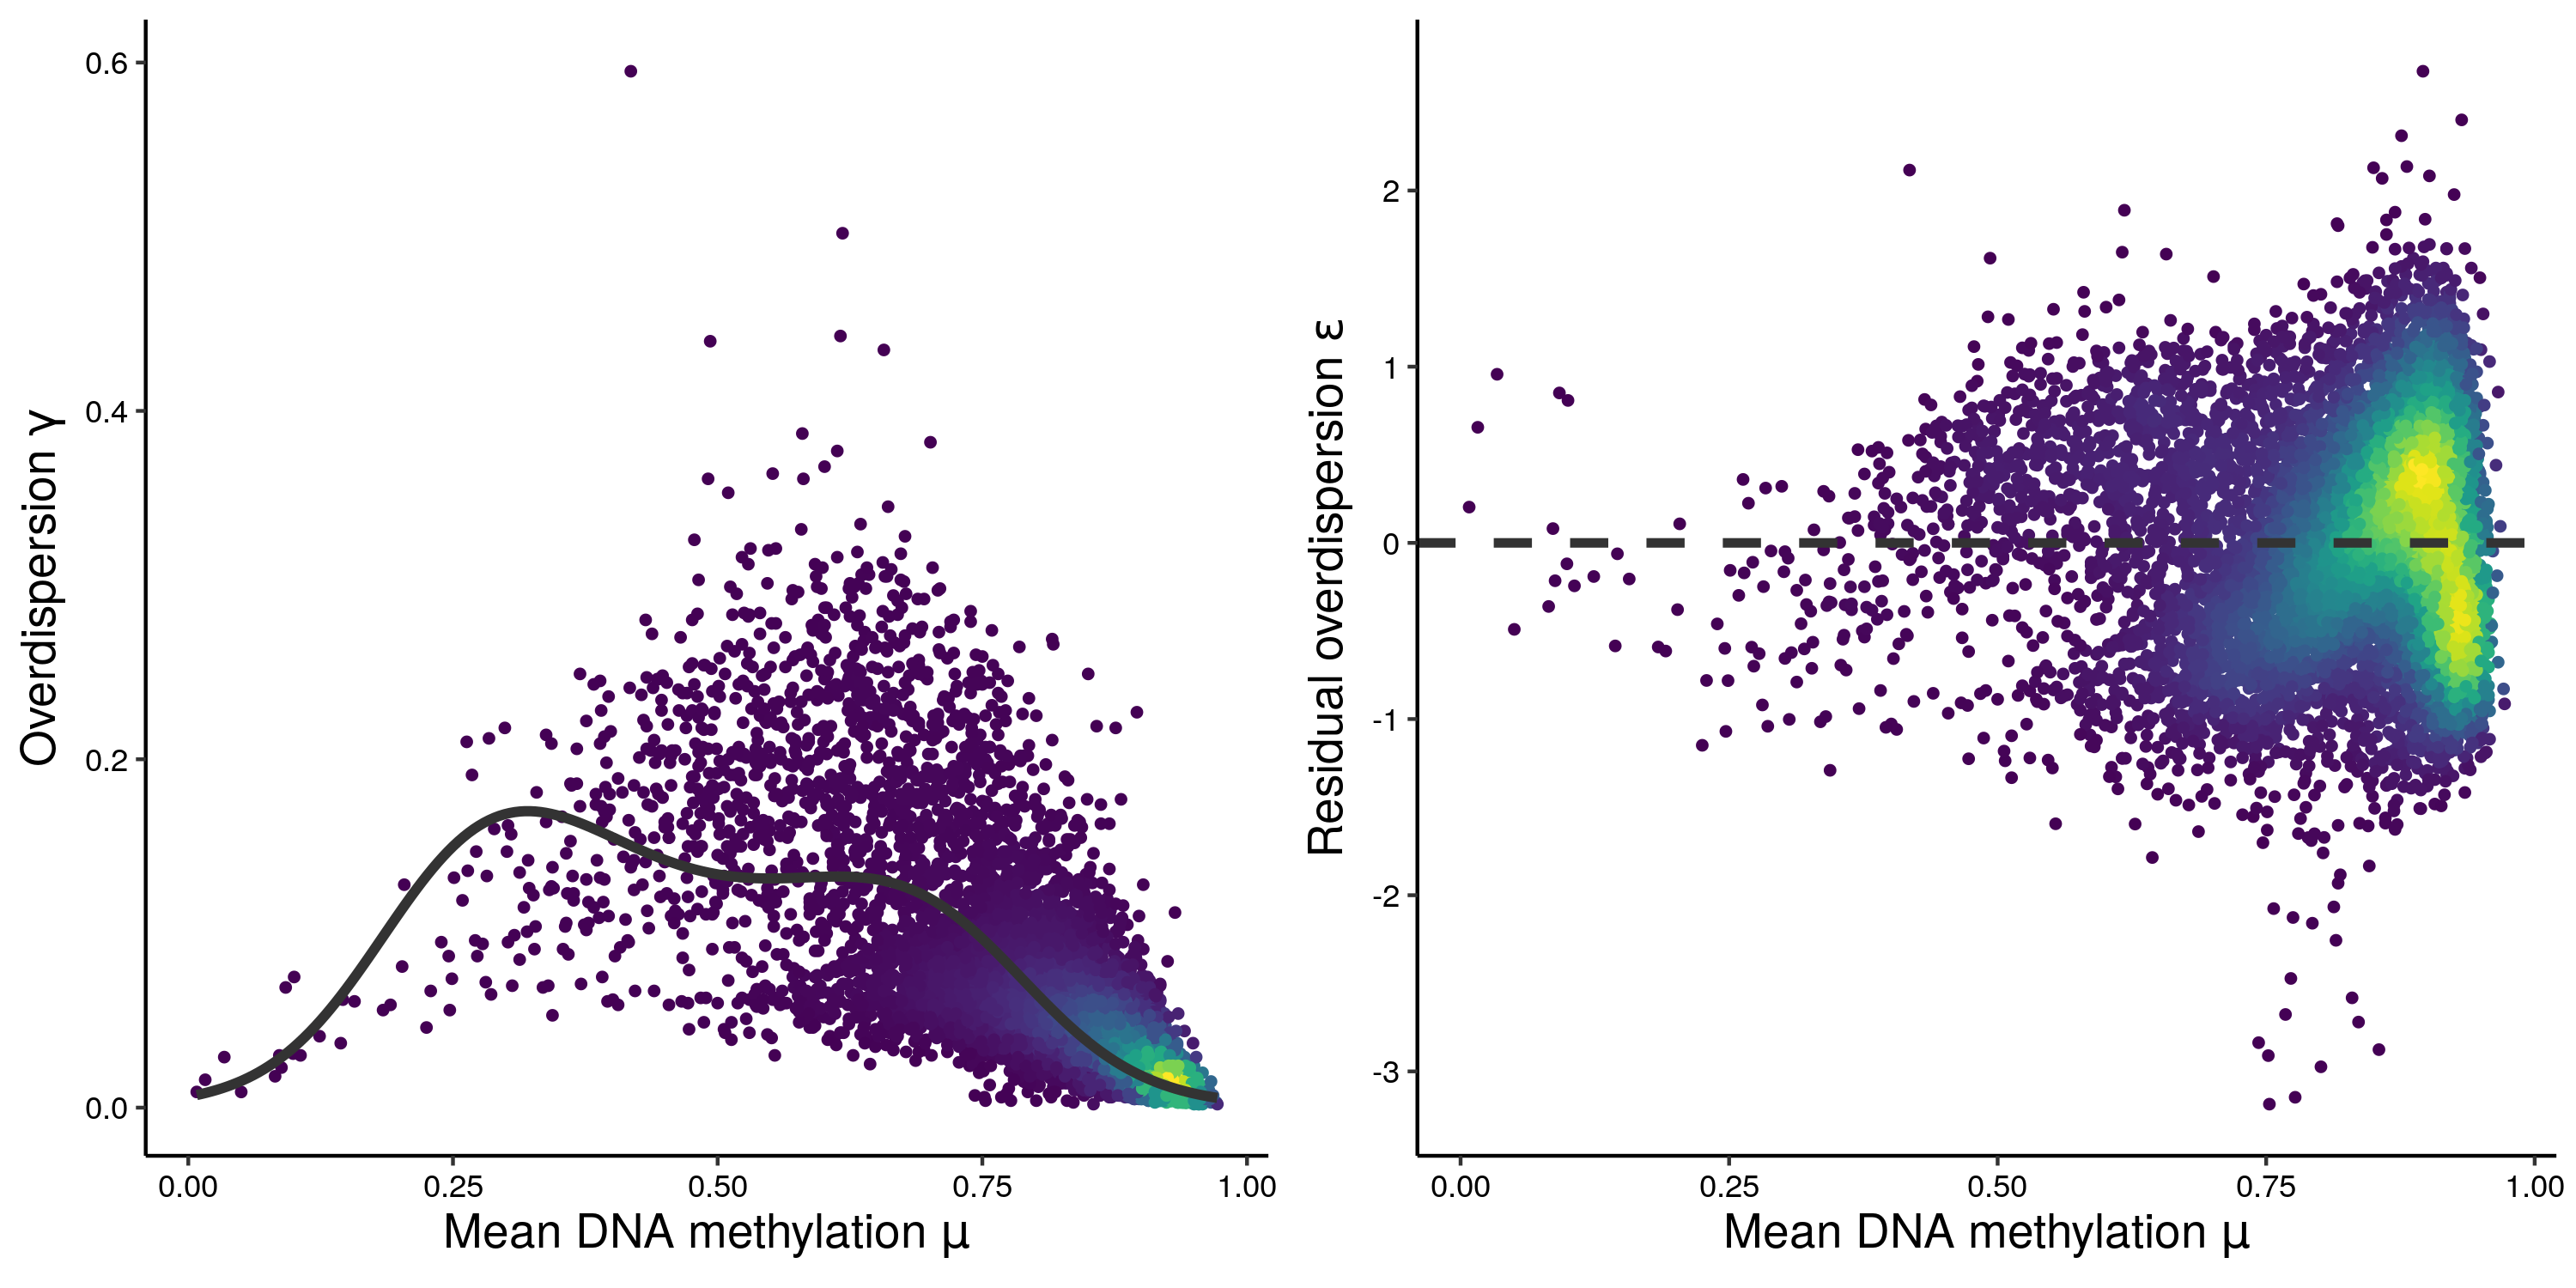 Overdispersion γ
0.6
0.4
0.2
0.0
0.00 0.25 0.50 0.75 1.00
Mean DNA methylation μ
Residual overdispersion ε
2
1
0
-1
-2
-3
0.00 0.25 0.50 0.75 1.00
Mean DNA methylation μ